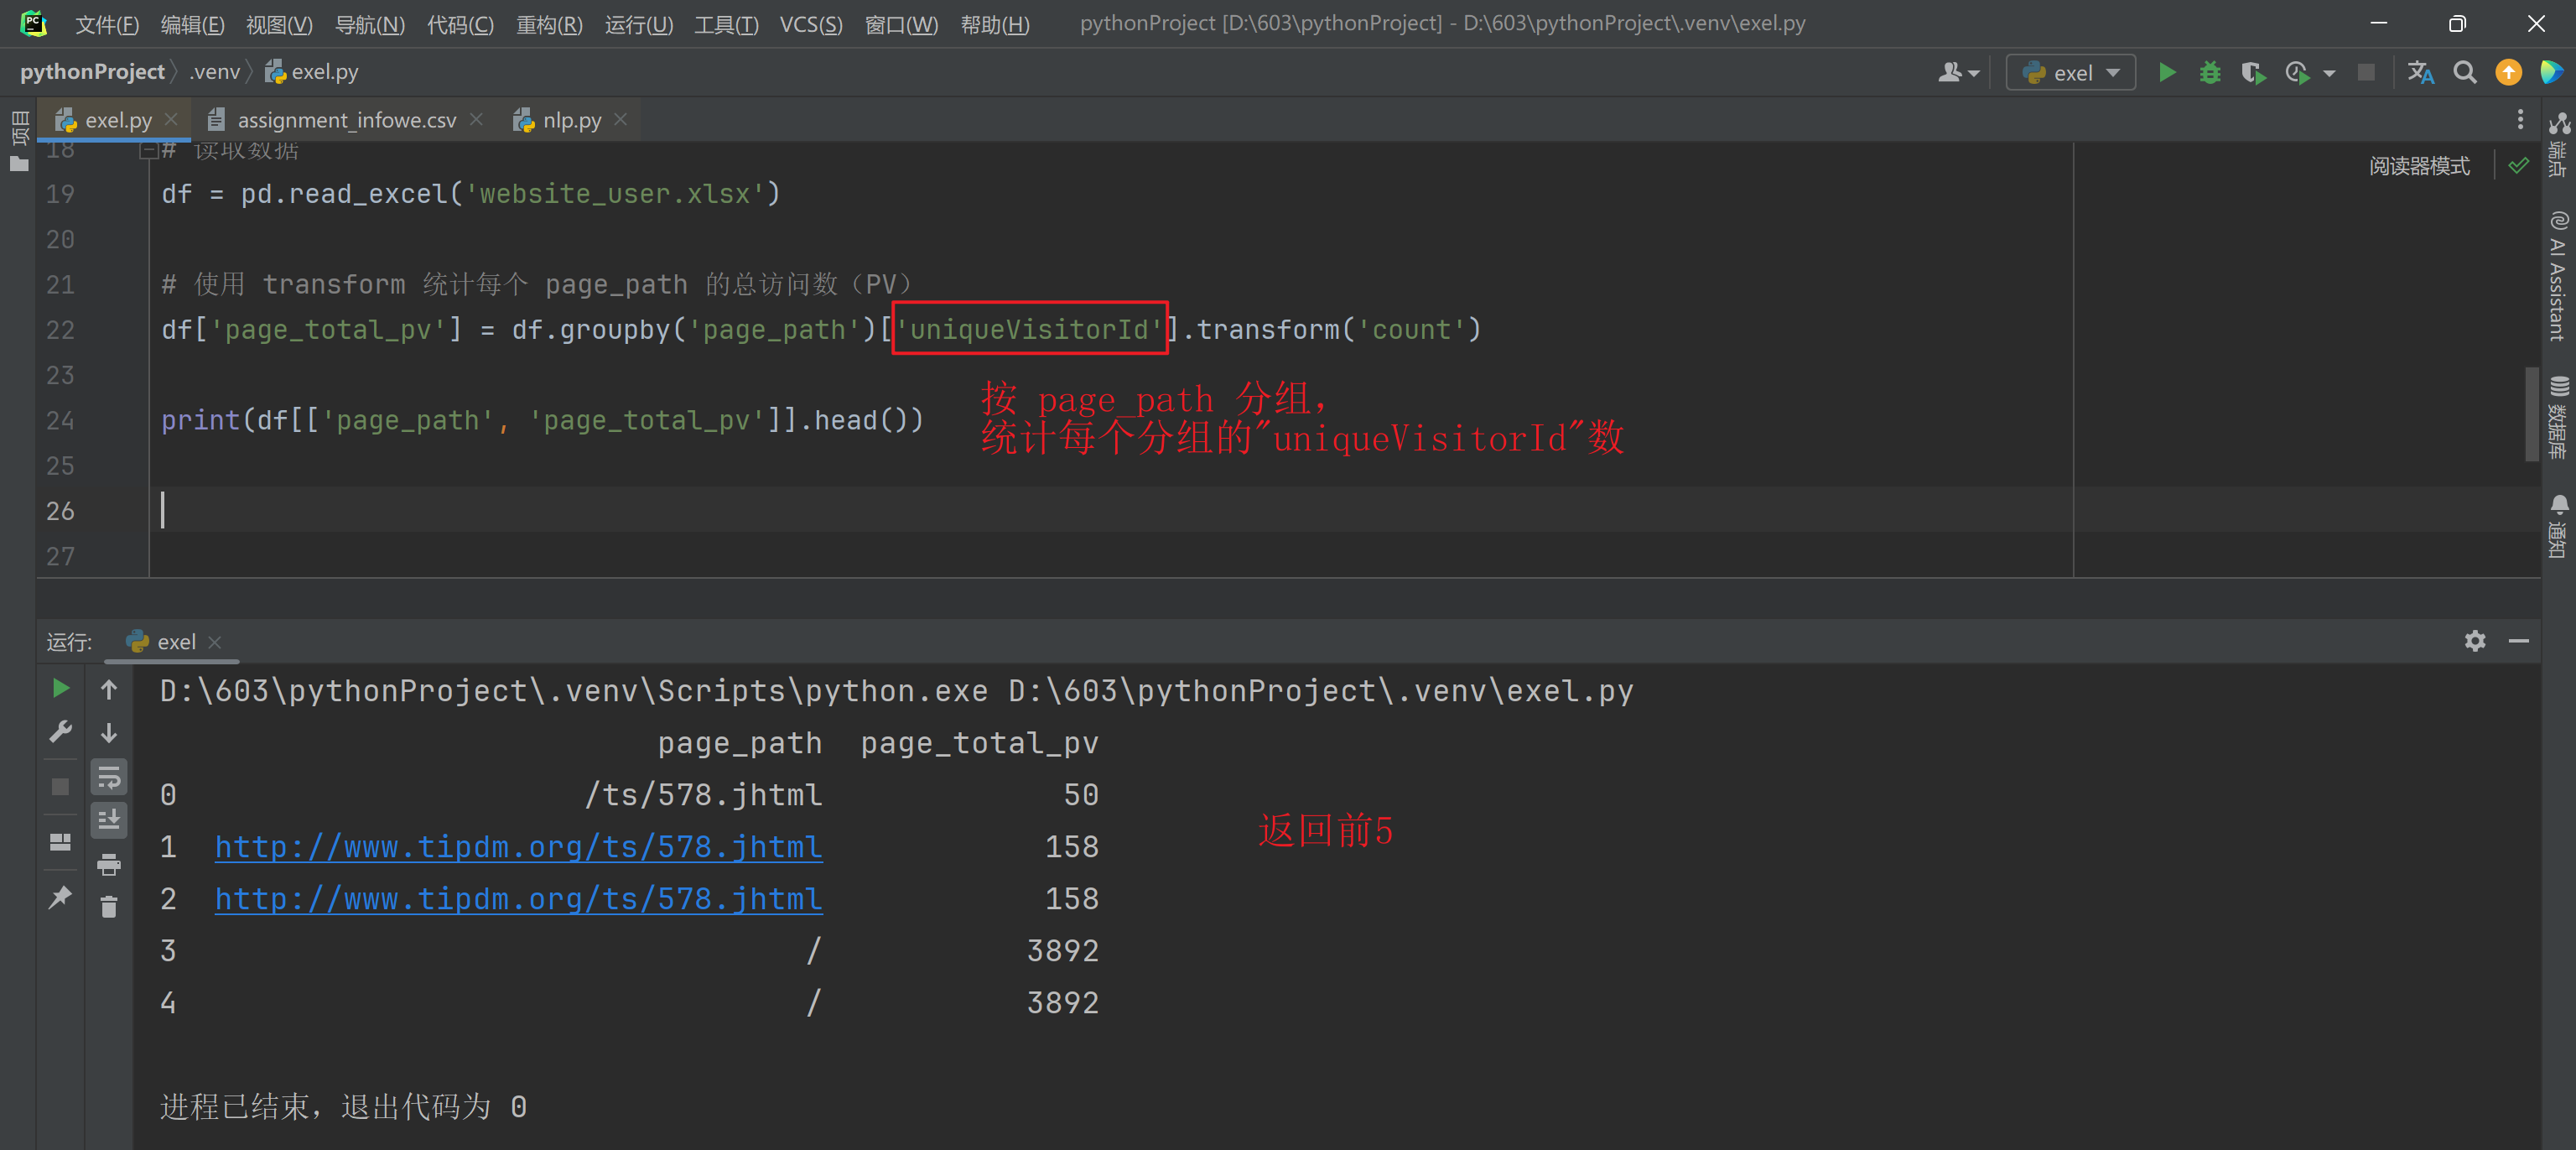 文件(F) 编辑(E) 视图(V) 导航(N) 代码(C) 重构(R) 运行(U) 工具(T) VCS(S) 窗口(W) 帮助(H) pythonProject [D:\603\pythonProject] - D:\603\pythonProject\.venv\exel.py
pythonProject .venv exel.py
exel
项目
exel.py
assignment_infowe.csv
nlp.py
阅读器模式
18 # 读取数据
19 df = pd.read_excel('website_user.xlsx')
20
21 # 使用 transform 统计每个 page_path 的总访问数（PV）
22 df['page_total_pv'] = df.groupby('page_path')['uniqueVisitorId'].transform('count')
23
24 print(df[['page_path', 'page_total_pv']].head())
25
26
27
按 page_path 分组，
统计每个分组的"uniqueVisitorId"数
端点
AI Assistant
数据库
通知
运行: exel
D:\603\pythonProject\.venv\Scripts\python.exe D:\603\pythonProject\.venv\exel.py
page_path page_total_pv
0 /ts/578.jhtml 50
1 http://www.tipdm.org/ts/578.jhtml 158
2 http://www.tipdm.org/ts/578.jhtml 158
3 / 3892
4 / 3892
返回前5
进程已结束，退出代码为 0